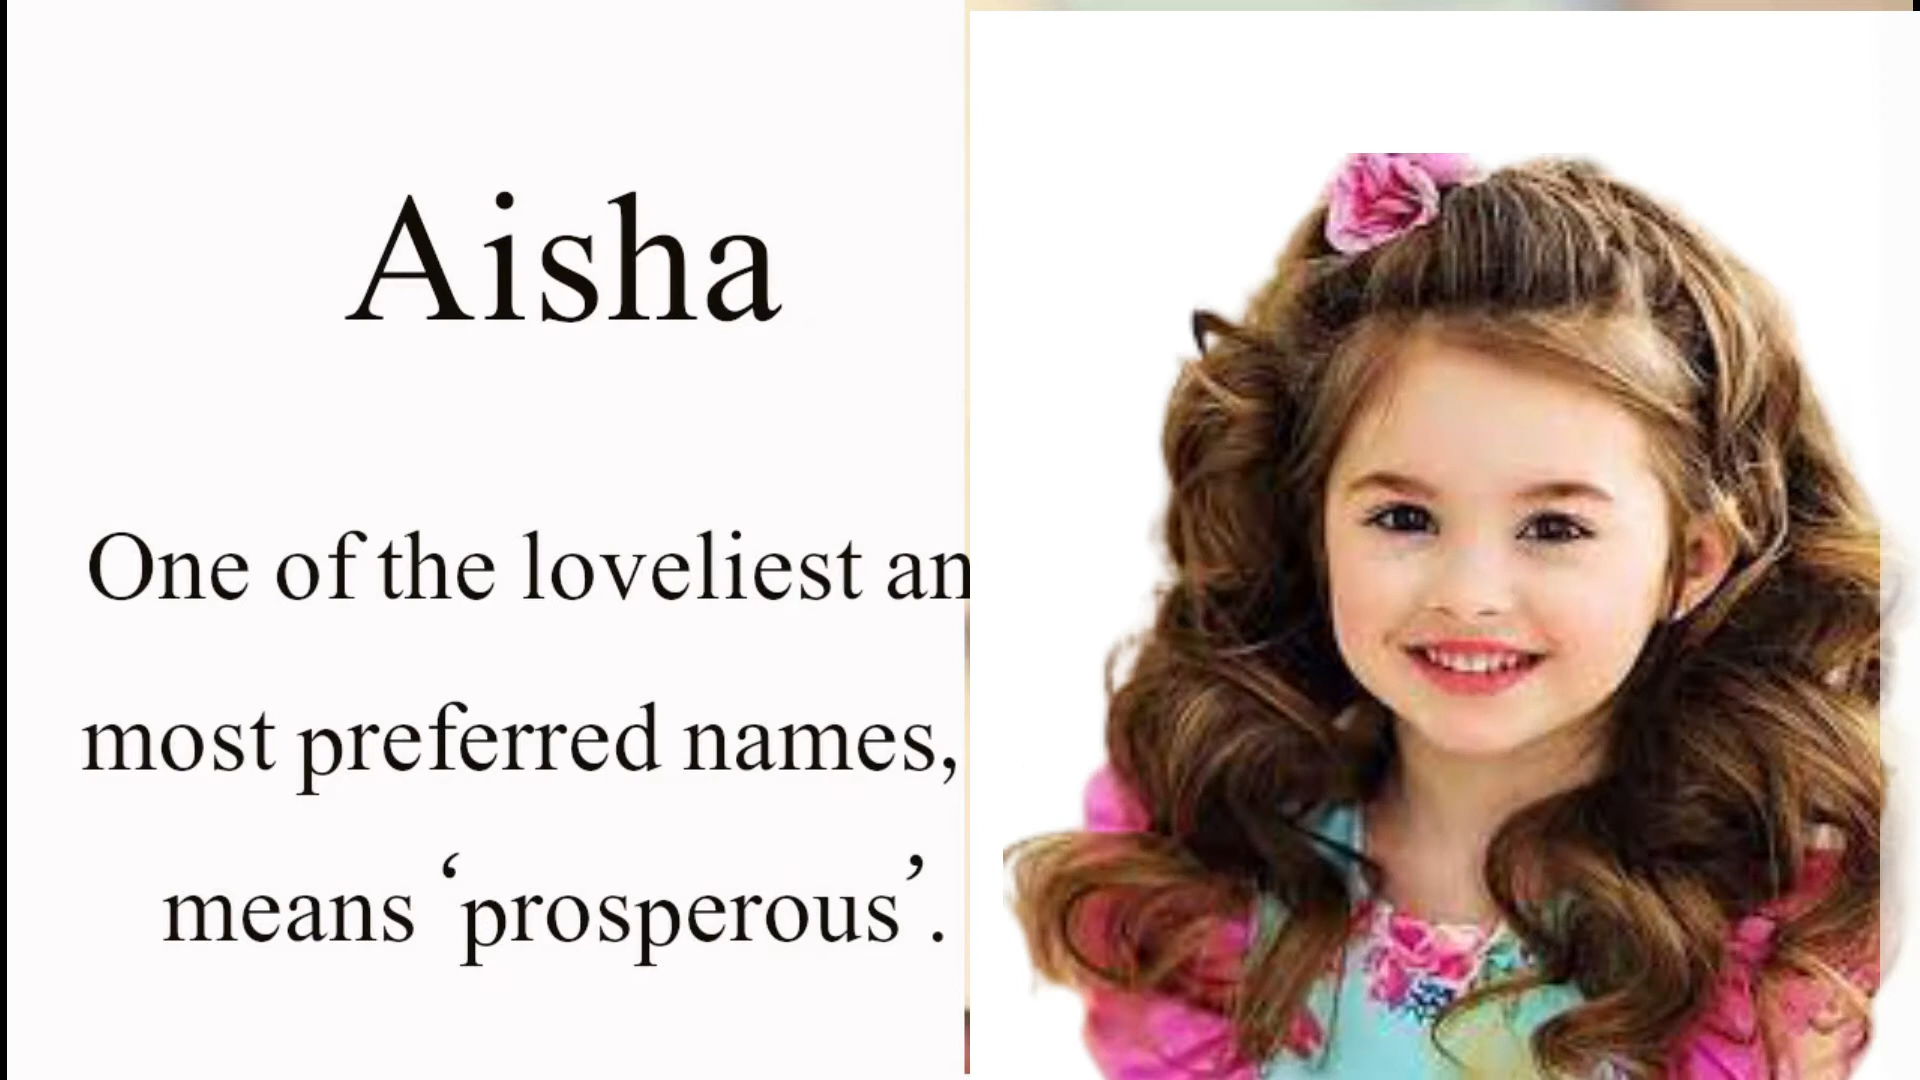 Aisha
One of the loveliest an
most preferred names,
means ‘prosperous’.